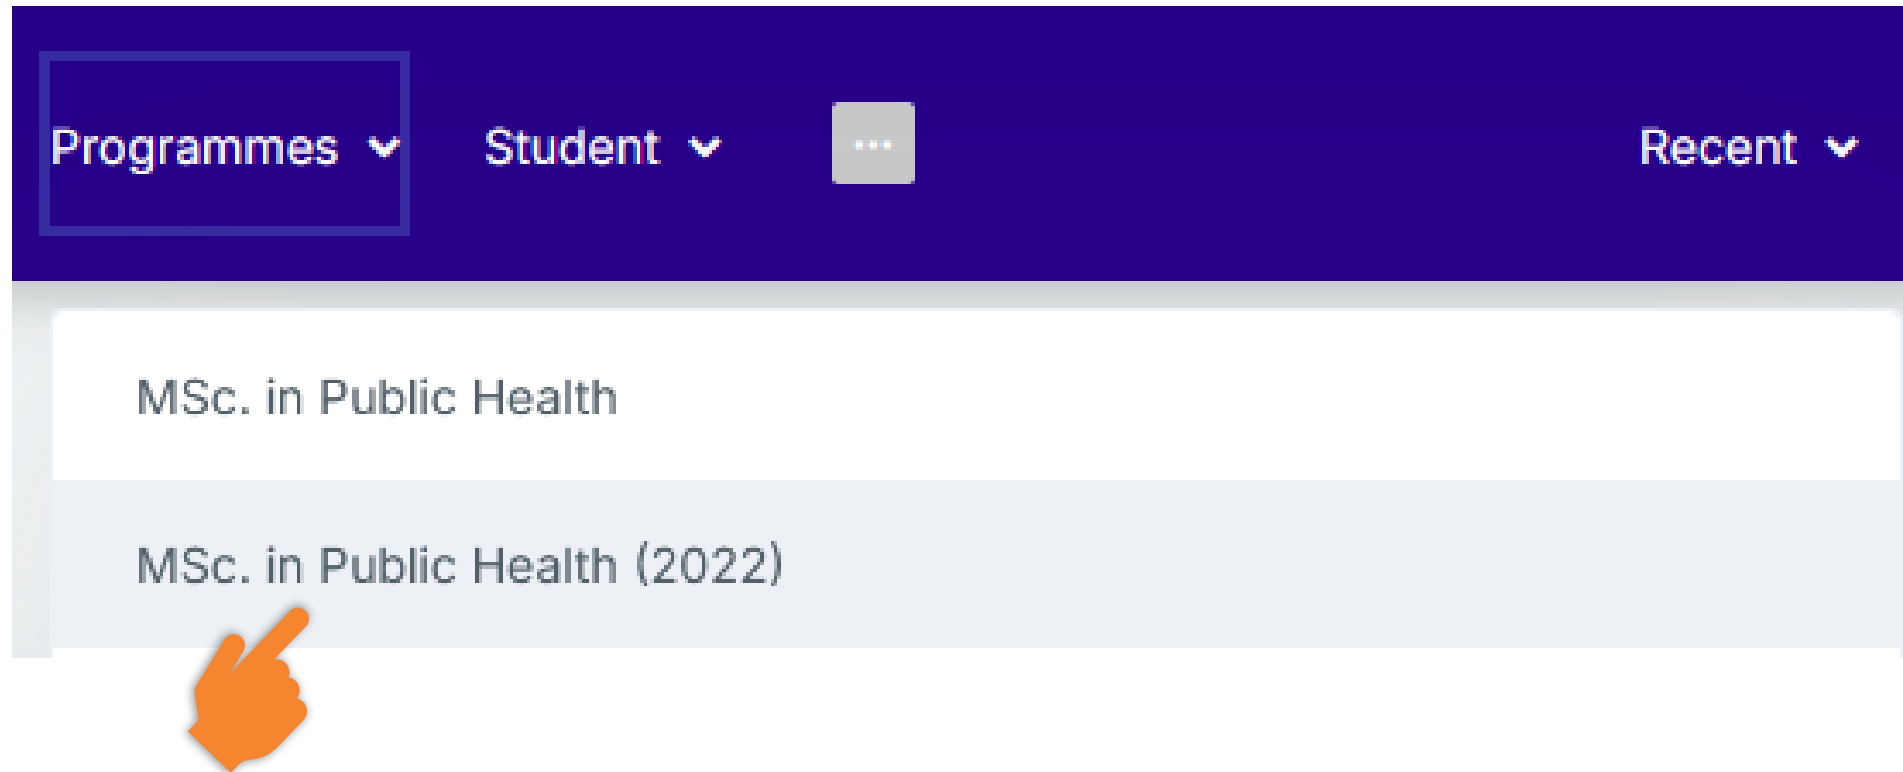 Programmes Student ... Recent
MSc. in Public Health
MSc. in Public Health (2022)